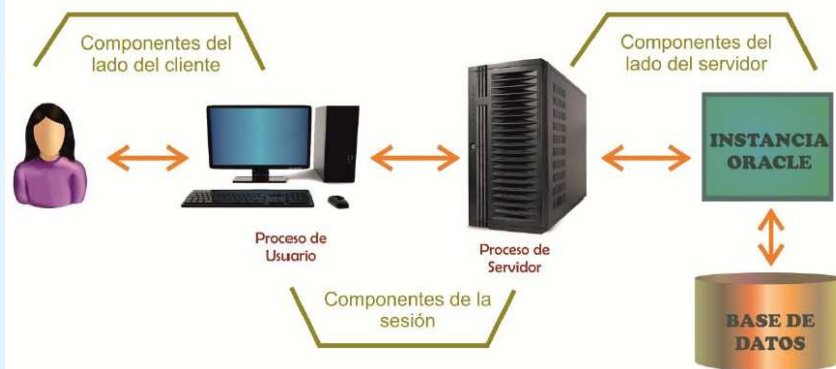 Componentes del
lado del cliente
Componentes del
lado del servidor
INSTANCIA
ORACLE
Proceso de
Usuario
Proceso de
Servidor
Componentes de la
sesión
BASE DE
DATOS